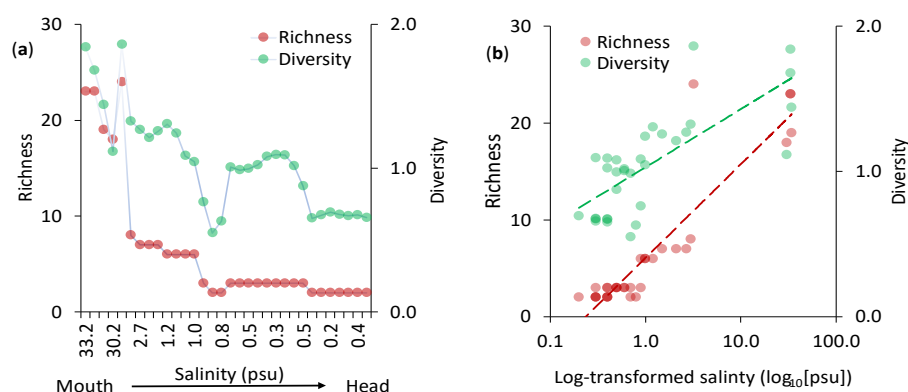 (a)
Richness
Diversity
30
20
10
0
Richness
2.0
1.0
0.0
Diversity
33.2 30.2 2.7 1.2 1.0 0.8 0.5 0.3 0.5 0.2 0.4
Salinity (psu)
Mouth Head
(b)
Richness
Diversity
30
20
10
0
Richness
2.0
1.0
0.0
Diversity
0.1 1.0 10.0 100.0
Log-transformed salinity (log10[psu])